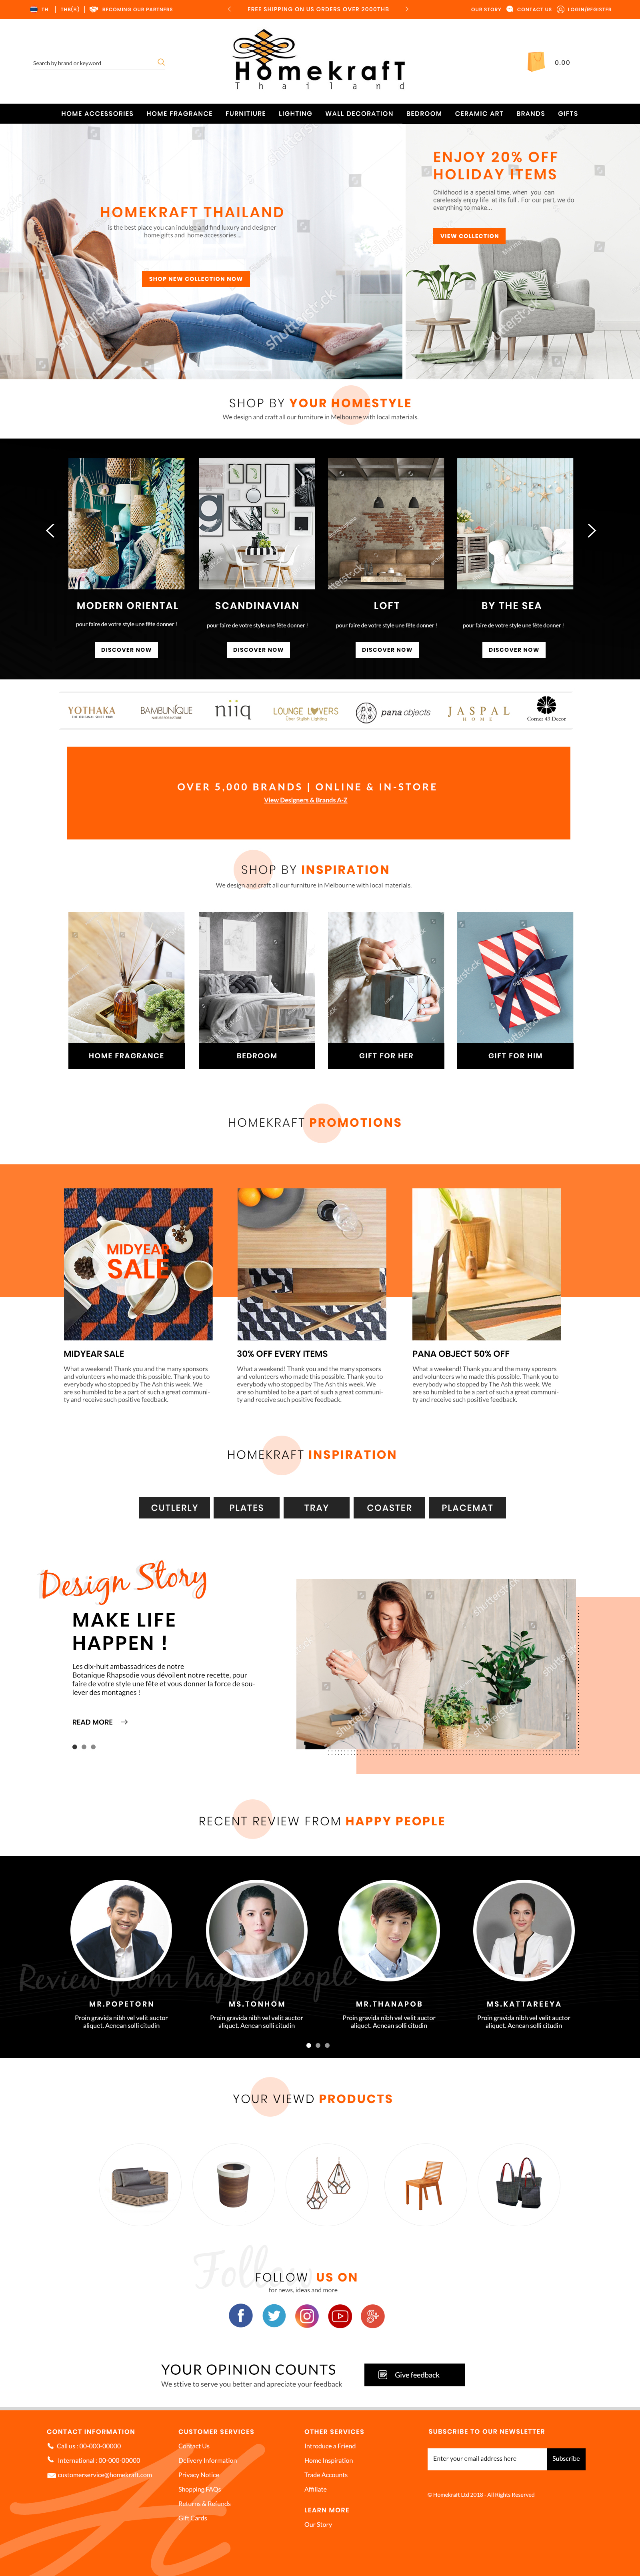 TH THB(฿) BECOMING OUR PARTNERS
FREE SHIPPING ON US ORDERS OVER 2000THB
OUR STORY CONTACT US LOGIN/REGISTER
Search by brand or keyword
Homekraft
Thailand
0.00
HOME ACCESSORIES HOME FRAGRANCE FURNITIURE LIGHTING WALL DECORATION BEDROOM CERAMIC ART BRANDS GIFTS
HOMEKRAFT THAILAND
is the best place you can indulge and find luxury and designer
home gifts and home accessories ...
SHOP NEW COLLECTION NOW
ENJOY 20% OFF
HOLIDAY ITEMS
Childhood is a special time, when you can
carelessly enjoy life at its full . For our part, we do
everything to make...
VIEW COLLECTION
shutterstock
shutterstock
shutterstock
SHOP BY YOUR HOMESTYLE
We design and craft all our furniture in Melbourne with local materials.
MODERN ORIENTAL
pour faire de votre style une fête donner !
DISCOVER NOW
SCANDINAVIAN
pour faire de votre style une fête donner !
DISCOVER NOW
LOFT
pour faire de votre style une fête donner !
DISCOVER NOW
BY THE SEA
pour faire de votre style une fête donner !
DISCOVER NOW
YOTHAKA
THE ORIGINAL SINCE 1988
BAMBUNIQUE
niiq
LOUNGE LOVERS
Over Stylish Lighting
pana
pana objects
JASPAL
HOME
Corner 43 Decor
OVER 5,000 BRANDS | ONLINE & IN-STORE
View Designers & Brands A-Z
SHOP BY INSPIRATION
We design and craft all our furniture in Melbourne with local materials.
HOME FRAGRANCE
BEDROOM
GIFT FOR HER
GIFT FOR HIM
HOMEKRAFT PROMOTIONS
MIDYEAR
SALE
MIDYEAR SALE
What a weekend! Thank you and the many sponsors
and volunteers who made this possible. Thank you to
everybody who stopped by The Ash this week. We
are so humbled to be a part of such a great communi-
ty and receive such positive feedback.
30% OFF EVERY ITEMS
What a weekend! Thank you and the many sponsors
and volunteers who made this possible. Thank you to
everybody who stopped by The Ash this week. We
are so humbled to be a part of such a great communi-
ty and receive such positive feedback.
PANA OBJECT 50% OFF
What a weekend! Thank you and the many sponsors
and volunteers who made this possible. Thank you to
everybody who stopped by The Ash this week. We
are so humbled to be a part of such a great communi-
ty and receive such positive feedback.
HOMEKRAFT INSPIRATION
CUTLERLY PLATES TRAY COASTER PLACEMAT
Design Story
MAKE LIFE
HAPPEN !
Les dix-huit ambassadrices de notre
Botanique Rhapsodie vous dévoilent notre recette, pour
faire de votre style une fête et vous donner la force de sou-
lever des montagnes !
READ MORE
RECENT REVIEW FROM HAPPY PEOPLE
Review from happy people
MR.POPETORN
Proin gravida nibh vel velit auctor
aliquet. Aenean solli citudin
MS.TONHOM
Proin gravida nibh vel velit auctor
aliquet. Aenean solli citudin
MR.THANAPOB
Proin gravida nibh vel velit auctor
aliquet. Aenean solli citudin
MS.KATTAREEYA
Proin gravida nibh vel velit auctor
aliquet. Aenean solli citudin
YOUR VIEWD PRODUCTS
Follow
FOLLOW US ON
for news, ideas and more
YOUR OPINION COUNTS
We sttive to serve you better and apreciate your feedback
Give feedback
CONTACT INFORMATION
Call us : 00-000-00000
International : 00-000-00000
customerservice@homekraft.com
CUSTOMER SERVICES
Contact Us
Delivery Information
Privacy Notice
Shopping FAQs
Returns & Refunds
Gift Cards
OTHER SERVICES
Introduce a Friend
Home Inspiration
Trade Accounts
Affiliate
LEARN MORE
Our Story
SUBSCRIBE TO OUR NEWSLETTER
Enter your email address here
Subscribe
© Homekraft Ltd 2018 - All Rights Reserved